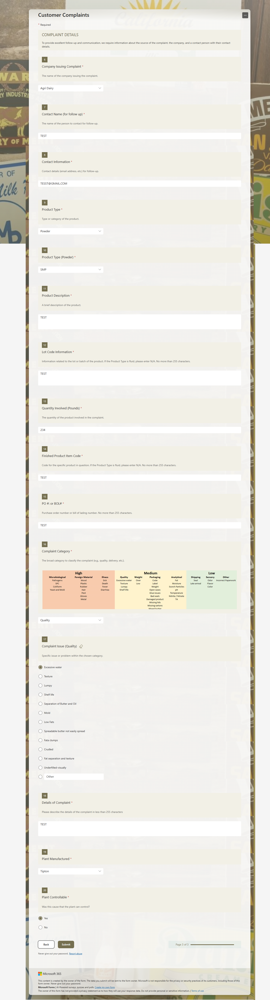 Customer Complaints
* Required
COMPLAINT DETAILS
To provide excellent follow-up and communication, we require information about the source of the complaint, the company, and a contact person with their contact
details.
6
Company Issuing Complaint *
The name of the company issuing the complaint.
Agri Dairy
7
Contact Name (for follow up) *
The name of the person to contact for follow-up.
TEST
8
Contact Information *
Contact details (email address, etc.) for follow-up.
TESST@GMAIL.COM
9
Product Type *
Type or category of the product.
Powder
10
Product Type (Powder) *
SMP
11
Product Description *
A brief description of the product.
TEST
12
Lot Code Information *
Information related to the lot or batch of the product. If the Product Type is fluid, please enter N/A. No more than 255 characters.
TEST
13
Quantity Involved (Pounds) *
The quantity of the product involved in the complaint.
234
14
Finished Product Item Code *
Code for the specific product in question. If the Product Type is fluid, please enter N/A. No more than 255 characters.
TEST
15
PO #: or BOL# *
Purchase order number or bill of lading number. No more than 255 characters.
TEST
16
Complaint Category *
The broad category to classify the complaint (e.g., quality, delivery, etc.).
High Medium Low
Microbiological Foreign Material Illness Quality Weight Packaging Analytical Shipping Sensory Other
Pathogens Wood Sick Excessive water Over Code Fat Seal Odor Incorrect Paperwork
SPC Plastic Death Texture Low Label Moisture Late arrival Flavor
Coliform Rubber Fever Lumpy Weight Scorch Particles Color
Yeast and Mold Hair Diarrhea Shelf life Open cases pH
Pest Glue issues Temperature
Gloves Bad seals Nitrite / Nitrate
Metal Damaged product TA
Missing lids
Missing cartons
Mixed butter
Quality
17
Complaint Issue (Quality)
Specific issue or problem within the chosen category.
Excessive water
Texture
Lumpy
Shelf life
Separation of Butter and Oil
Mold
Low Fats
Spreadable butter not easily spread
Fata clumps
Crudled
Fat separation and texture
Underfilled-visually
Other
18
Details of Complaint *
Please describe the details of the complaint in less than 255 characters
TEST
19
Plant Manufactured *
Tipton
20
Plant Controllable *
Was this cause that the plant can control?
Yes
No
Back Submit Page 3 of 3
Never give out your password. Report abuse
Microsoft 365
This content is created by the owner of the form. The data you submit will be sent to the form owner. Microsoft is not responsible for the privacy or security practices of its customers, including those of this
form owner. Never give out your password.
Microsoft Forms | AI-Powered surveys, quizzes and polls Create my own form
The owner of this form has not provided a privacy statement as to how they will use your response data. Do not provide personal or sensitive information. | Terms of use